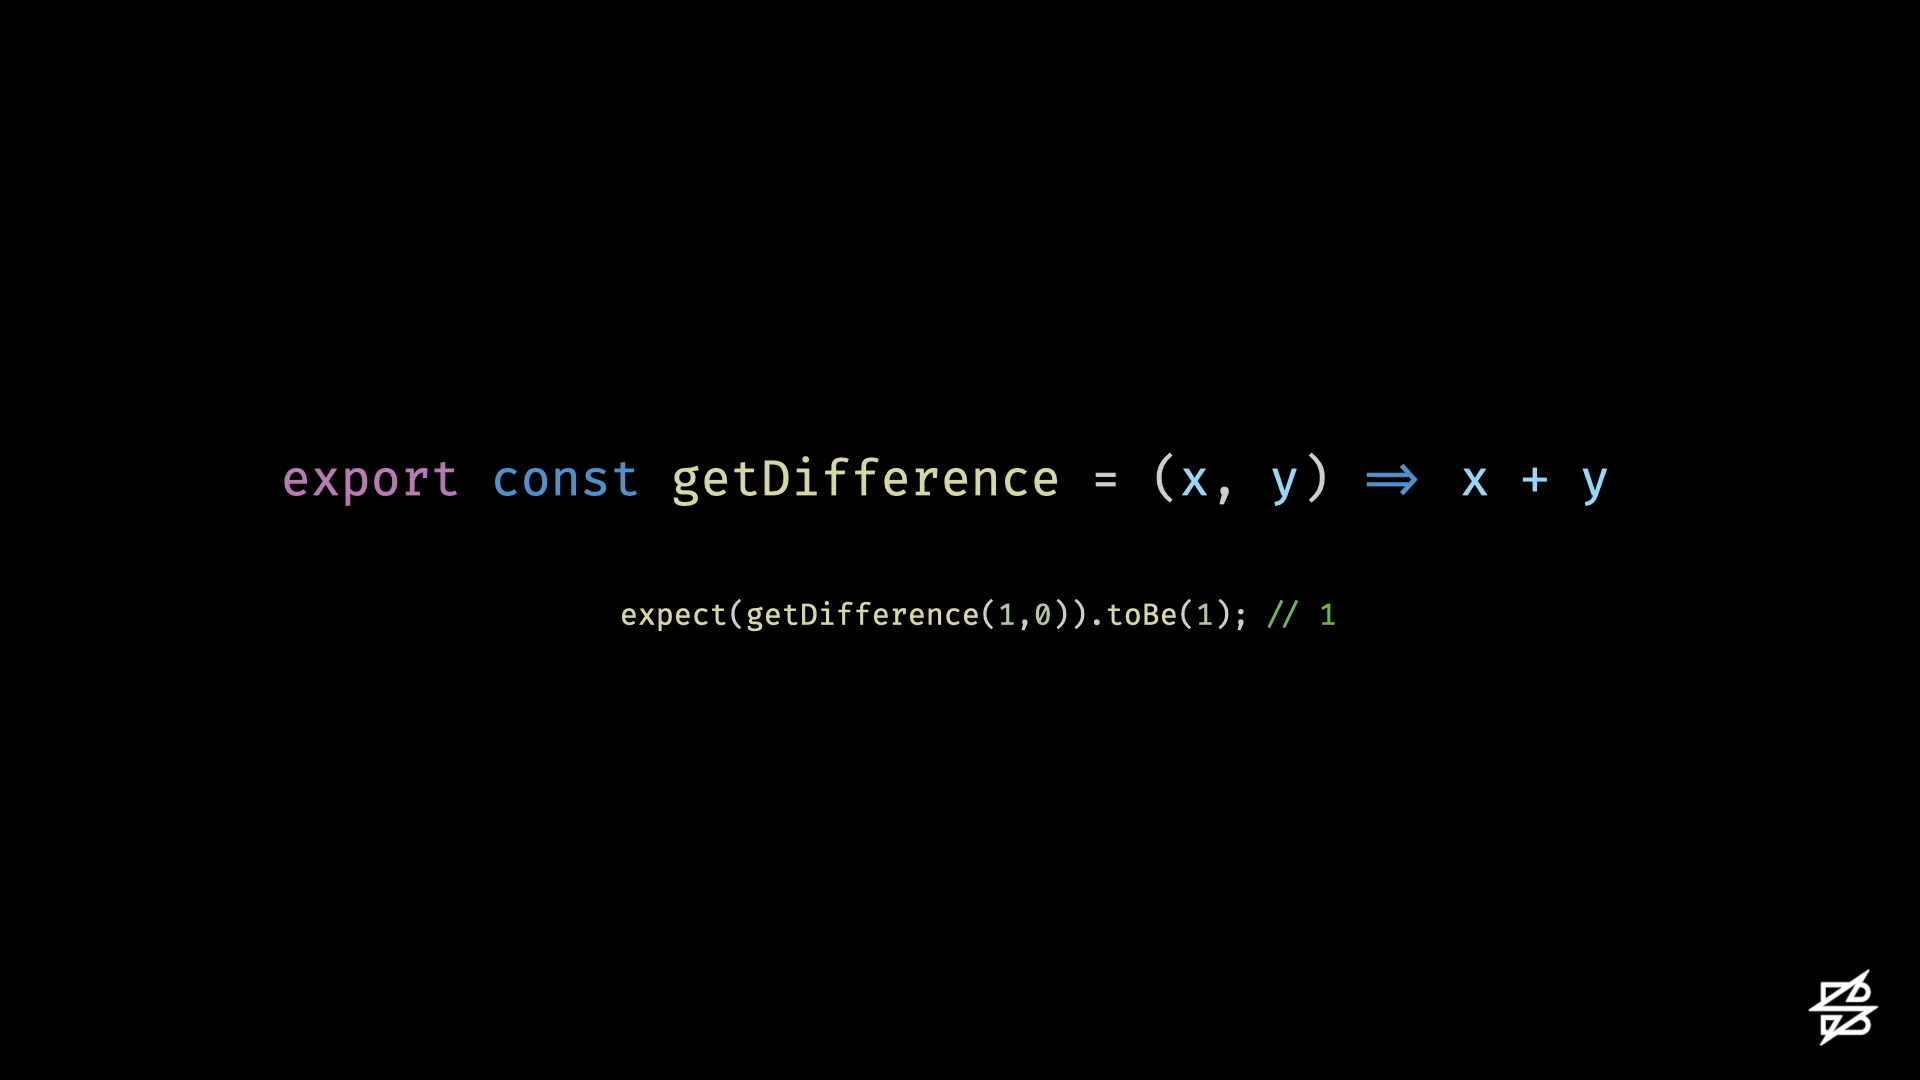 export const getDifference = (x, y) => x + y
expect(getDifference(1,0)).toBe(1); // 1